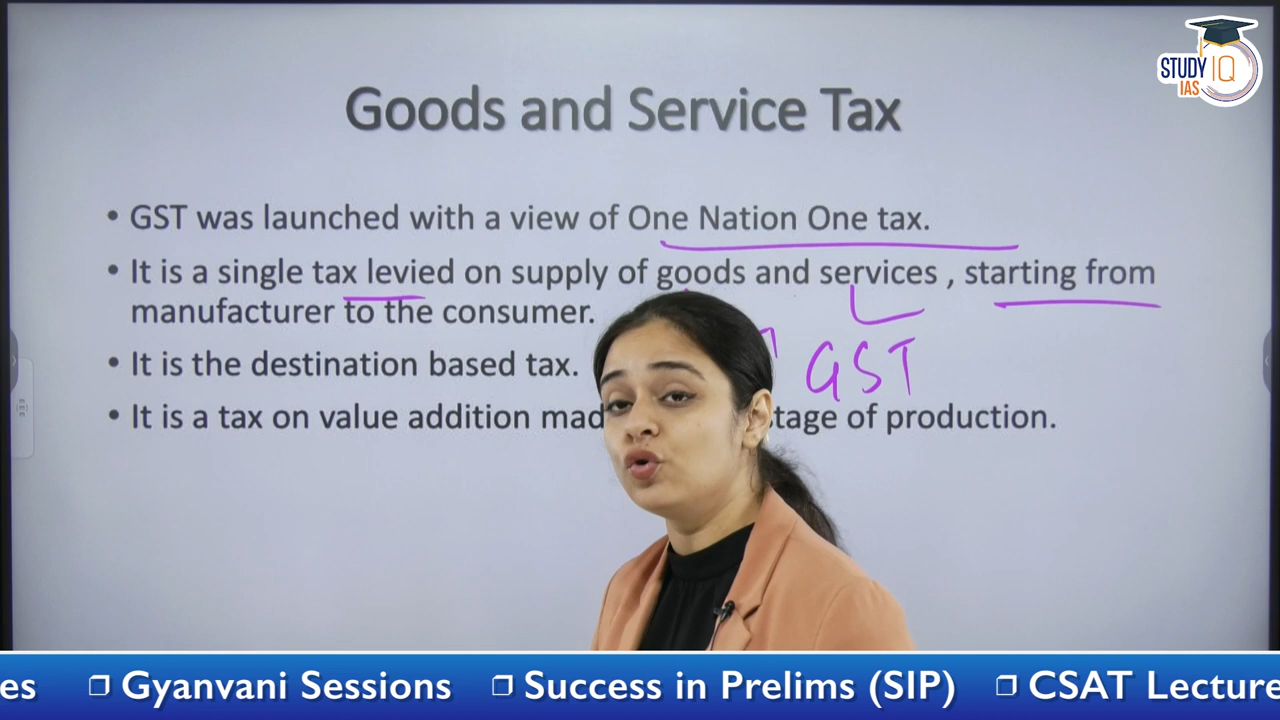 STUDY IQ
IAS
Goods and Service Tax
• GST was launched with a view of One Nation One tax.
• It is a single tax levied on supply of goods and services , starting from
manufacturer to the consumer.
• It is the destination based tax.
GST
• It is a tax on value addition mad tage of production.
es ❐ Gyanvani Sessions ❐ Success in Prelims (SIP) ❐ CSAT Lecture